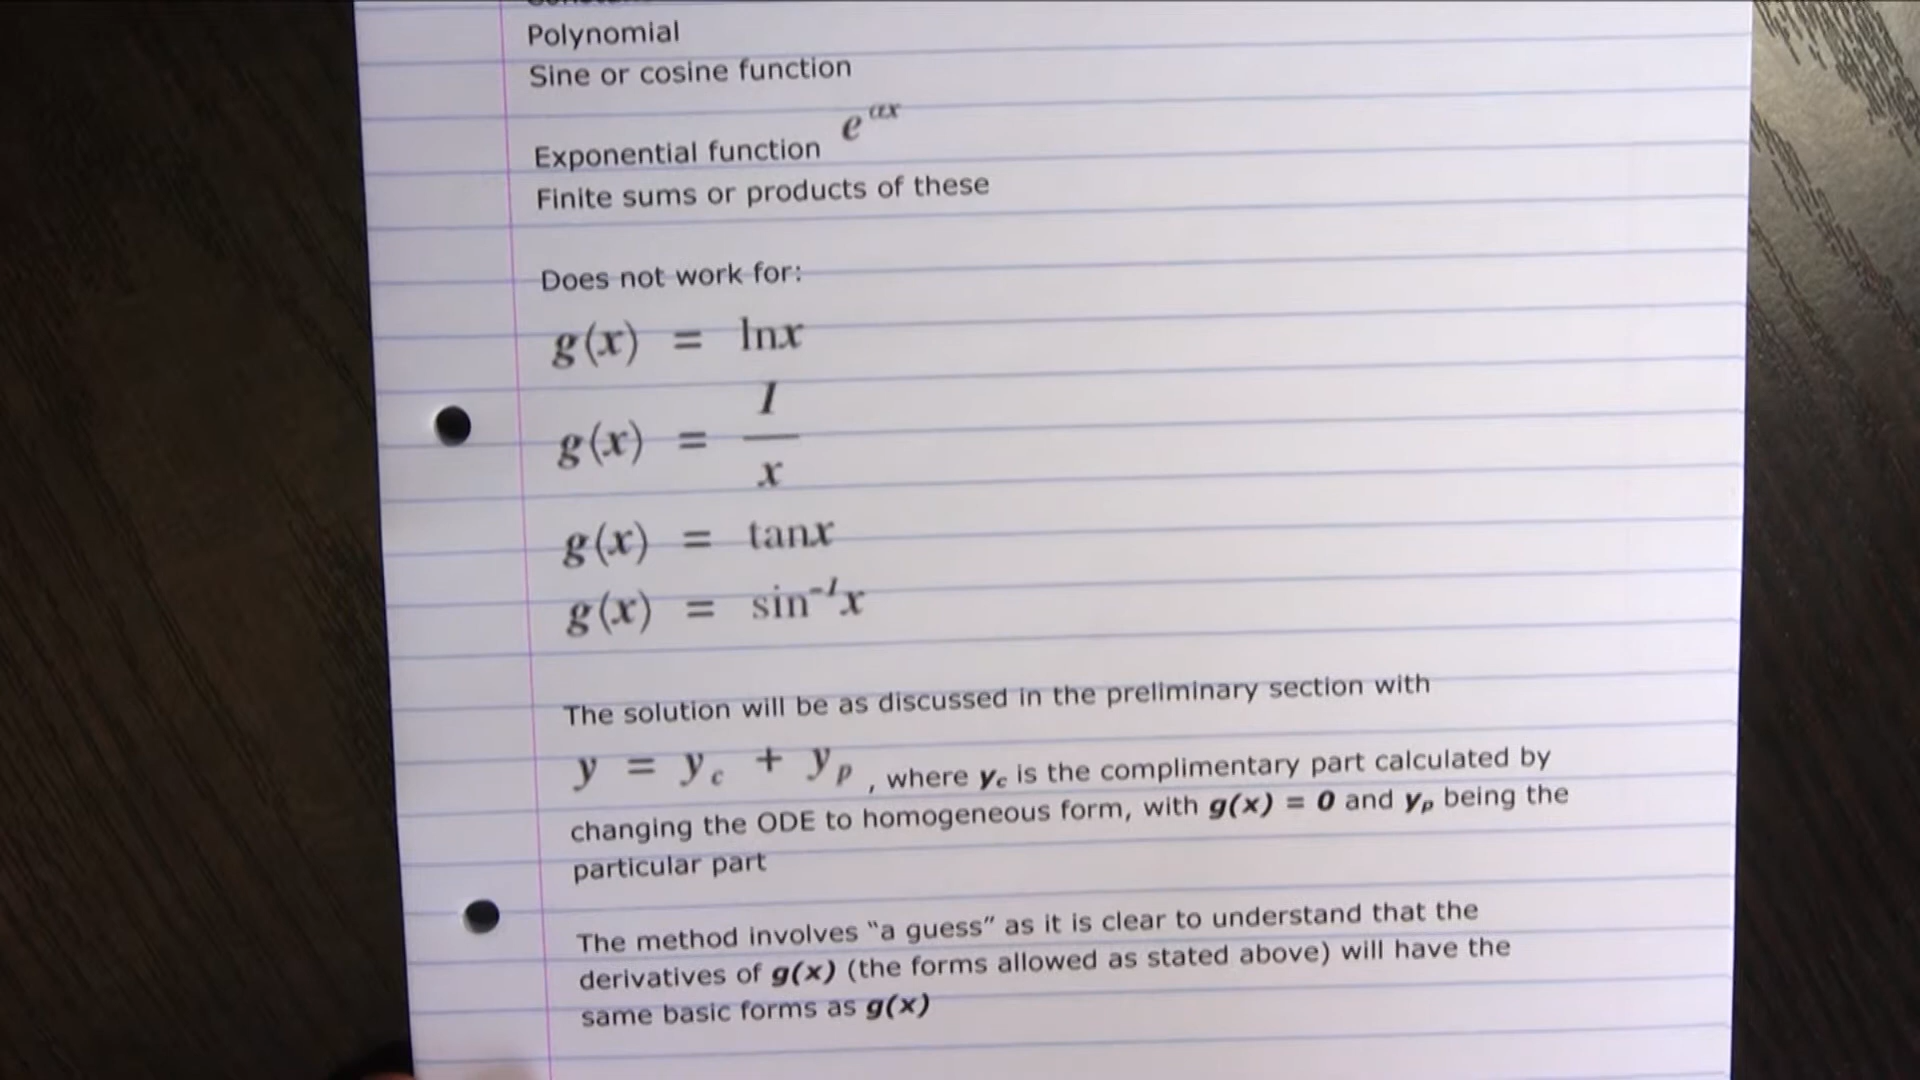 Polynomial
Sine or cosine function
Exponential function e^{αx}
Finite sums or products of these
Does not work for:
g(x) = lnx
g(x) = 1/x
g(x) = tanx
g(x) = sin^{-1}x
The solution will be as discussed in the preliminary section with
y = y_c + y_p , where y_c is the complimentary part calculated by
changing the ODE to homogeneous form, with g(x) = 0 and y_p being the
particular part
The method involves “a guess” as it is clear to understand that the
derivatives of g(x) (the forms allowed as stated above) will have the
same basic forms as g(x)